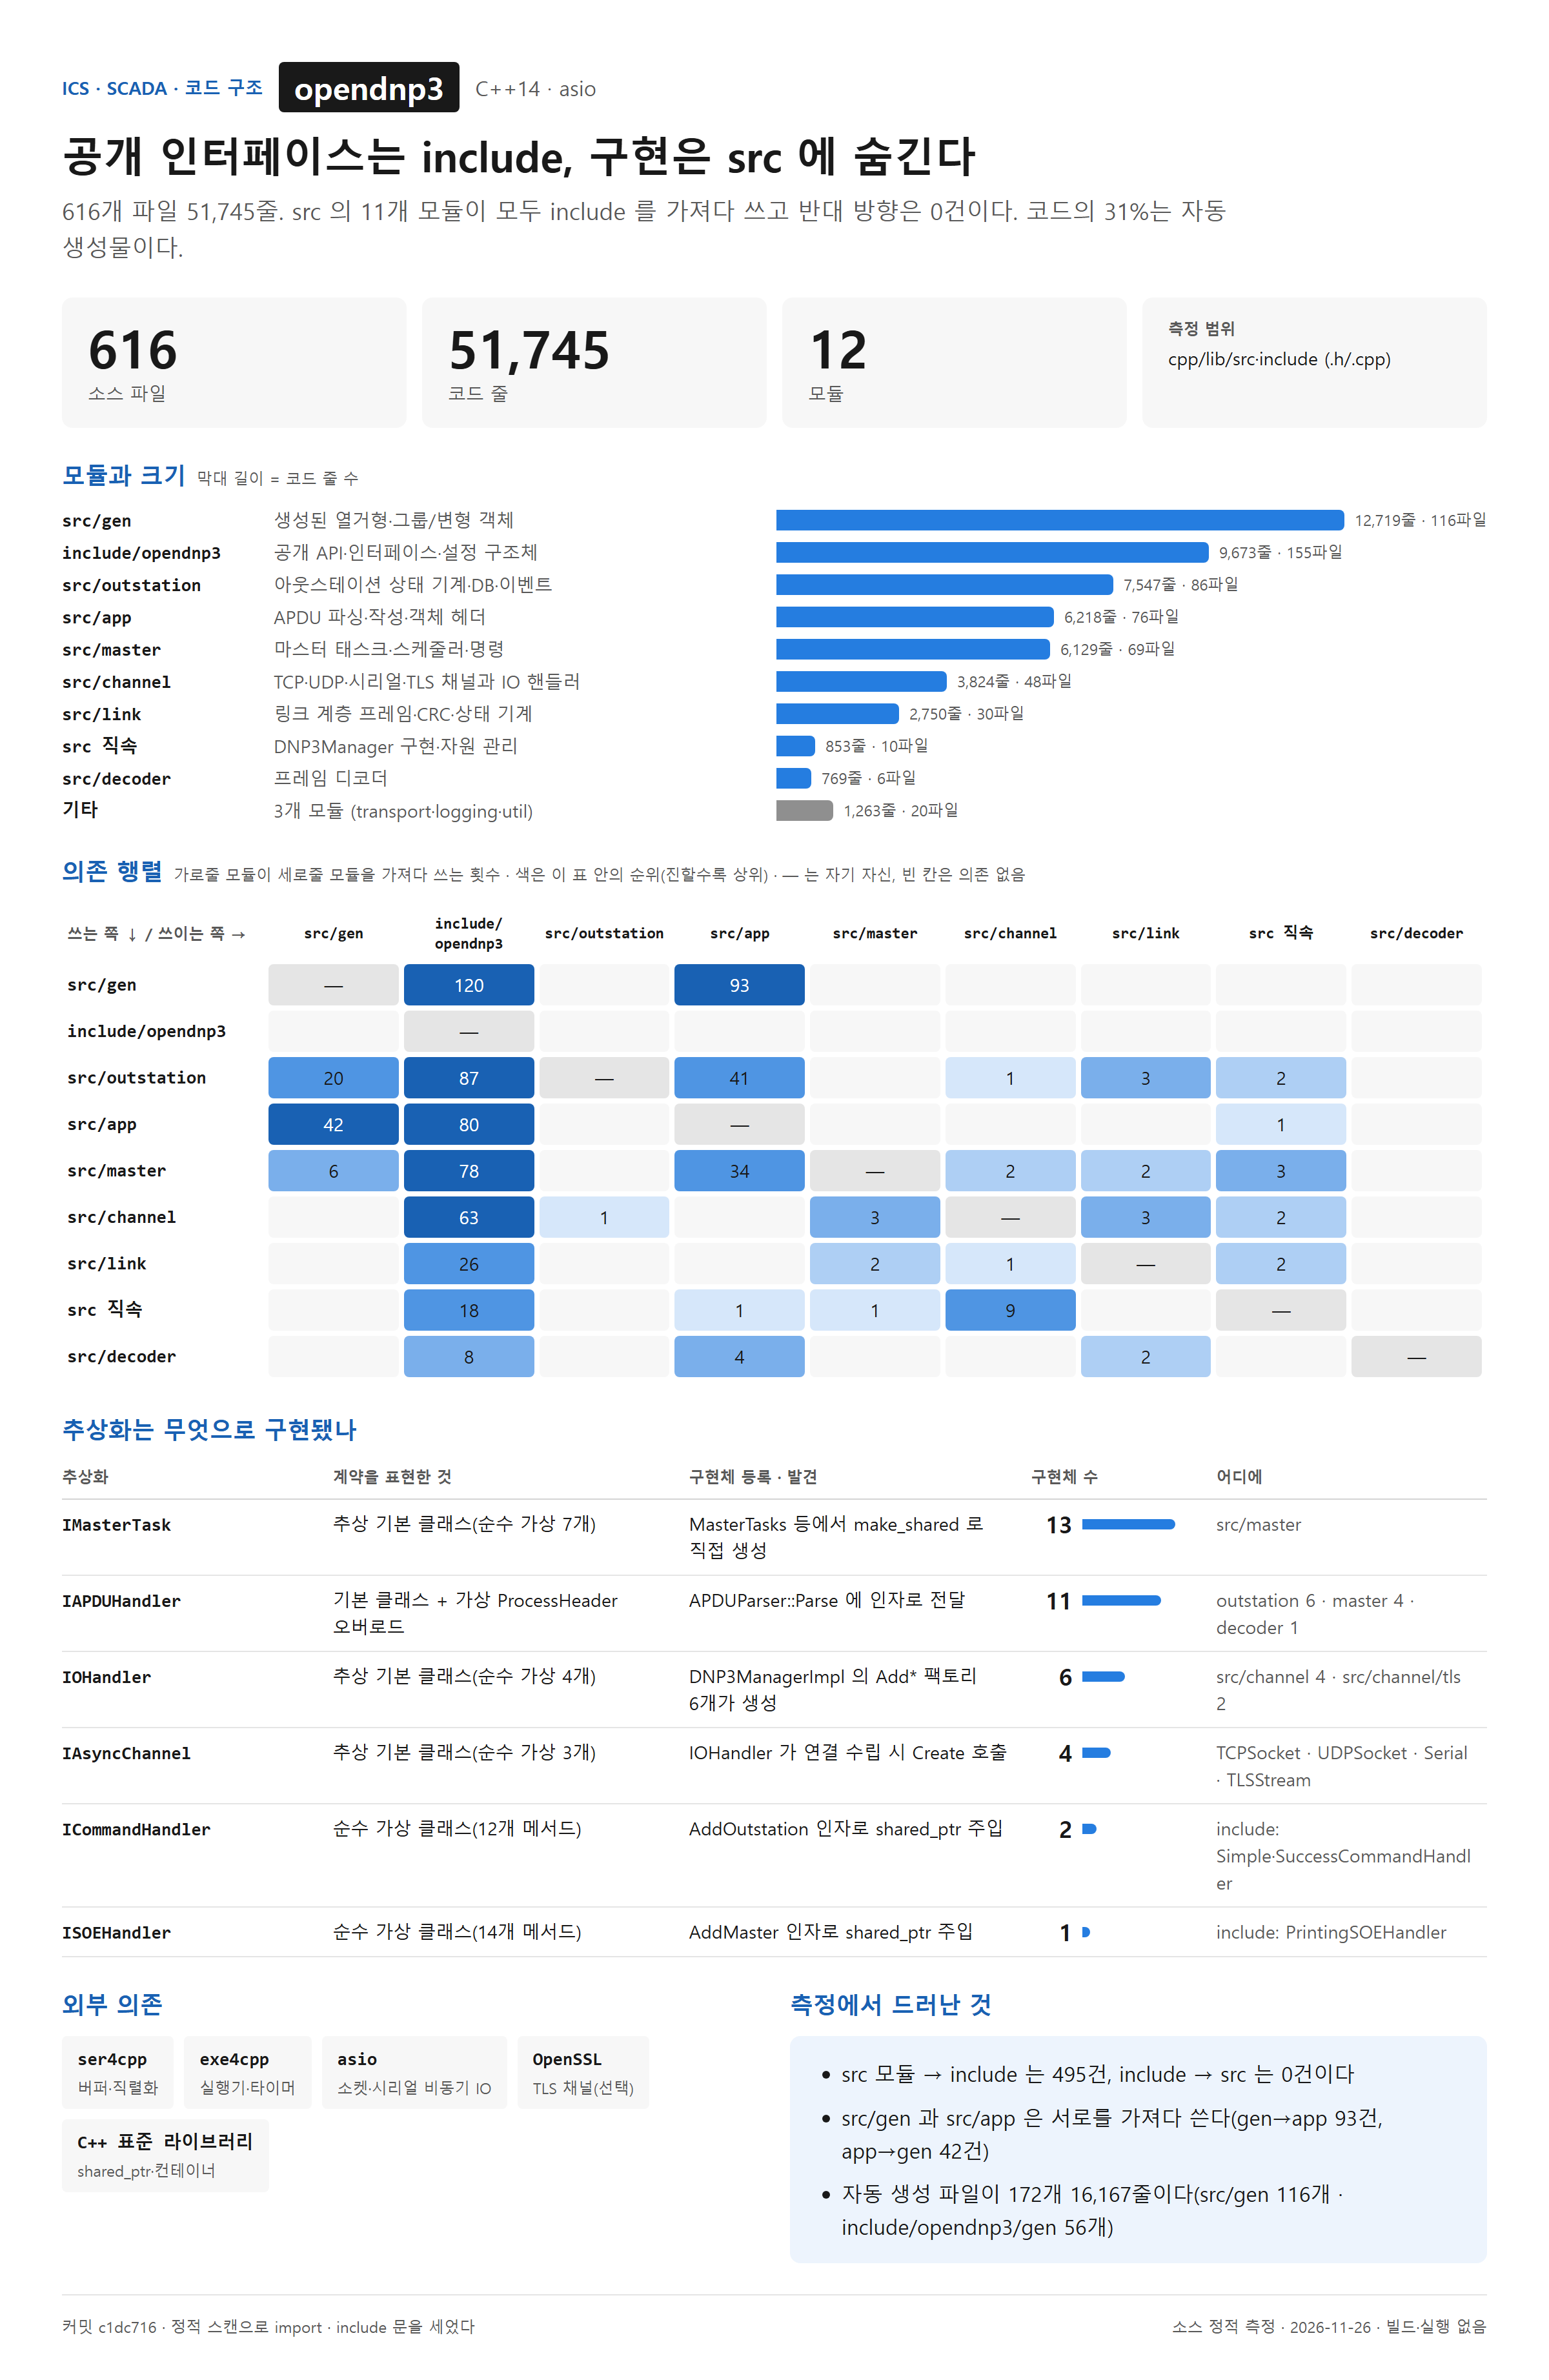 ICS · SCADA · 코드 구조 opendnp3 C++14 · asio
공개 인터페이스는 include, 구현은 src 에 숨긴다
616개 파일 51,745줄. src 의 11개 모듈이 모두 include 를 가져다 쓰고 반대 방향은 0건이다. 코드의 31%는 자동
생성물이다.
616
소스 파일
51,745
코드 줄
12
모듈
측정 범위
cpp/lib/src·include (.h/.cpp)
모듈과 크기 막대 길이 = 코드 줄 수
src/gen 생성된 열거형·그룹/변형 객체 12,719줄 · 116파일
include/opendnp3 공개 API·인터페이스·설정 구조체 9,673줄 · 155파일
src/outstation 아웃스테이션 상태 기계·DB·이벤트 7,547줄 · 86파일
src/app APDU 파싱·작성·객체 헤더 6,218줄 · 76파일
src/master 마스터 태스크·스케줄러·명령 6,129줄 · 69파일
src/channel TCP·UDP·시리얼·TLS 채널과 IO 핸들러 3,824줄 · 48파일
src/link 링크 계층 프레임·CRC·상태 기계 2,750줄 · 30파일
src 직속 DNP3Manager 구현·자원 관리 853줄 · 10파일
src/decoder 프레임 디코더 769줄 · 6파일
기타 3개 모듈 (transport·logging·util) 1,263줄 · 20파일
의존 행렬 가로줄 모듈이 세로줄 모듈을 가져다 쓰는 횟수 · 색은 이 표 안의 순위(진할수록 상위) · — 는 자기 자신, 빈 칸은 의존 없음
쓰는 쪽 ↓ / 쓰이는 쪽 → src/gen include/opendnp3 src/outstation src/app src/master src/channel src/link src 직속 src/decoder
src/gen — 120 93
include/opendnp3 —
src/outstation 20 87 — 41 1 3 2
src/app 42 80 — 1
src/master 6 78 34 — 2 2 3
src/channel 63 1 3 — 3 2
src/link 26 2 1 — 2
src 직속 18 1 1 9 —
src/decoder 8 4 2 —
추상화는 무엇으로 구현됐나
추상화 계약을 표현한 것 구현체 등록 · 발견 구현체 수 어디에
IMasterTask 추상 기본 클래스(순수 가상 7개) MasterTasks 등에서 make_shared 로 13 src/master
직접 생성
IAPDUHandler 기본 클래스 + 가상 ProcessHeader APDUParser::Parse 에 인자로 전달 11 outstation 6 · master 4 ·
오버로드 decoder 1
IOHandler 추상 기본 클래스(순수 가상 4개) DNP3ManagerImpl 의 Add* 팩토리 6 src/channel 4 · src/channel/tls
6개가 생성 2
IAsyncChannel 추상 기본 클래스(순수 가상 3개) IOHandler 가 연결 수립 시 Create 호출 4 TCPSocket · UDPSocket · Serial
· TLSStream
ICommandHandler 순수 가상 클래스(12개 메서드) AddOutstation 인자로 shared_ptr 주입 2 include:
Simple·SuccessCommandHandl
er
ISOEHandler 순수 가상 클래스(14개 메서드) AddMaster 인자로 shared_ptr 주입 1 include: PrintingSOEHandler
외부 의존
ser4cpp
버퍼·직렬화
exe4cpp
실행기·타이머
asio
소켓·시리얼 비동기 IO
OpenSSL
TLS 채널(선택)
C++ 표준 라이브러리
shared_ptr·컨테이너
측정에서 드러난 것
• src 모듈 → include 는 495건, include → src 는 0건이다
• src/gen 과 src/app 은 서로를 가져다 쓴다(gen→app 93건,
app→gen 42건)
• 자동 생성 파일이 172개 16,167줄이다(src/gen 116개 ·
include/opendnp3/gen 56개)
커밋 c1dc716 · 정적 스캔으로 import · include 문을 세었다
소스 정적 측정 · 2026-11-26 · 빌드·실행 없음